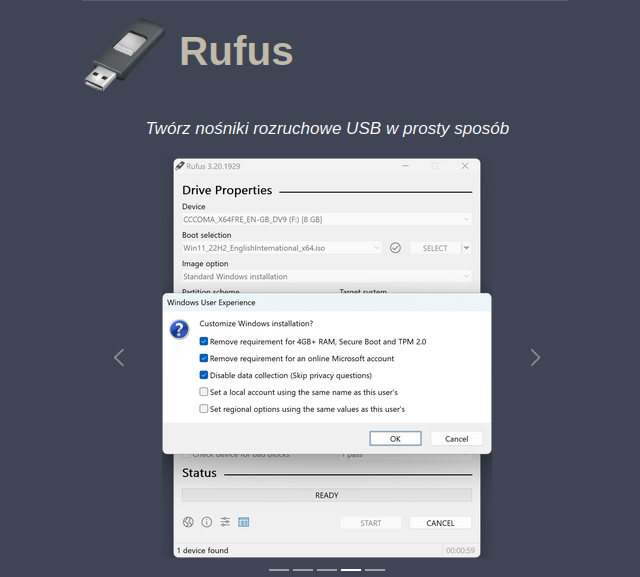 Rufus
Twórz nośniki rozruchowe USB w prosty sposób
Rufus 3.20.1929
Drive Properties
Device
CCCOMA_X64FRE_EN-GB_DV9 (F:) [8 GB]
Boot selection
Win11_22H2_EnglishInternational_x64.iso
SELECT
Image option
Standard Windows installation
Partition scheme Target system
Windows User Experience
Customize Windows installation?
Remove requirement for 4GB+ RAM, Secure Boot and TPM 2.0
Remove requirement for an online Microsoft account
Disable data collection (Skip privacy questions)
Set a local account using the same name as this user's
Set regional options using the same values as this user's
OK Cancel
Check device for bad blocks 1 pass
Status
READY
START CANCEL
1 device found 00:00:59